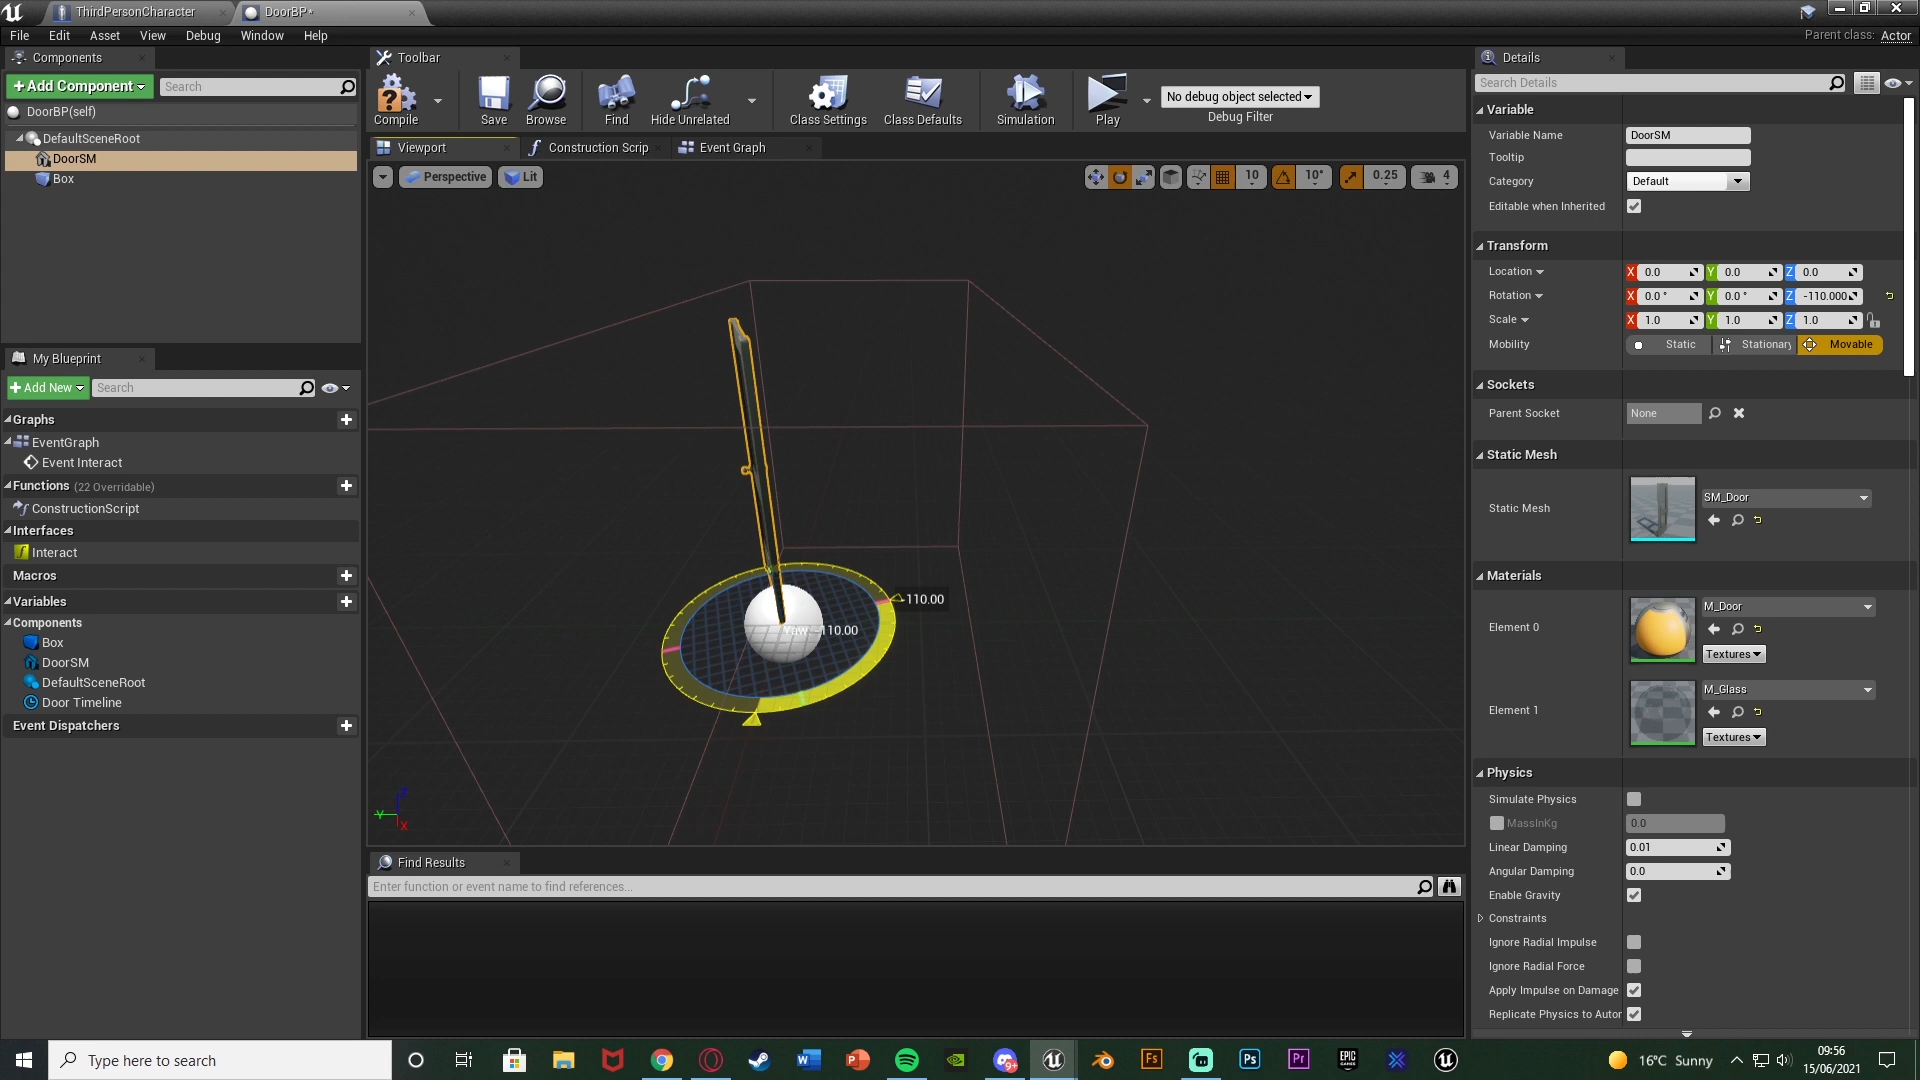 ThirdPersonCharacter
DoorBP*
File Edit Asset View Debug Window Help
Parent class: Actor
Components
+ Add Component
Search
DoorBP(self)
DefaultSceneRoot
DoorSM
Box
My Blueprint
+ Add New
Search
Graphs
EventGraph
Event Interact
Functions (22 Overridable)
ConstructionScript
Interfaces
Interact
Macros
Variables
Components
Box
DoorSM
DefaultSceneRoot
Door Timeline
Event Dispatchers
Toolbar
Compile Save Browse Find Hide Unrelated Class Settings Class Defaults Simulation Play
No debug object selected
Debug Filter
Viewport Construction Scrip Event Graph
Perspective Lit
10 10° 0.25 4
110.00
Yaw: -110.00
Z
Y
X
Find Results
Enter function or event name to find references...
Details
Search Details
Variable
Variable Name DoorSM
Tooltip
Category Default
Editable when Inherited
Transform
Location X 0.0 Y 0.0 Z 0.0
Rotation X 0.0 ° Y 0.0 ° Z -110.000
Scale X 1.0 Y 1.0 Z 1.0
Mobility Static Stationary Movable
Sockets
Parent Socket None
Static Mesh
Static Mesh SM_Door
Materials
Element 0 M_Door
Textures
Element 1 M_Glass
Textures
Physics
Simulate Physics
MassInKg 0.0
Linear Damping 0.01
Angular Damping 0.0
Enable Gravity
Constraints
Ignore Radial Impulse
Ignore Radial Force
Apply Impulse on Damage
Replicate Physics to Autor
Type here to search
9+
W
P
Fs
Ps
Pr
EPIC GAMES
16°C Sunny
09:56
15/06/2021